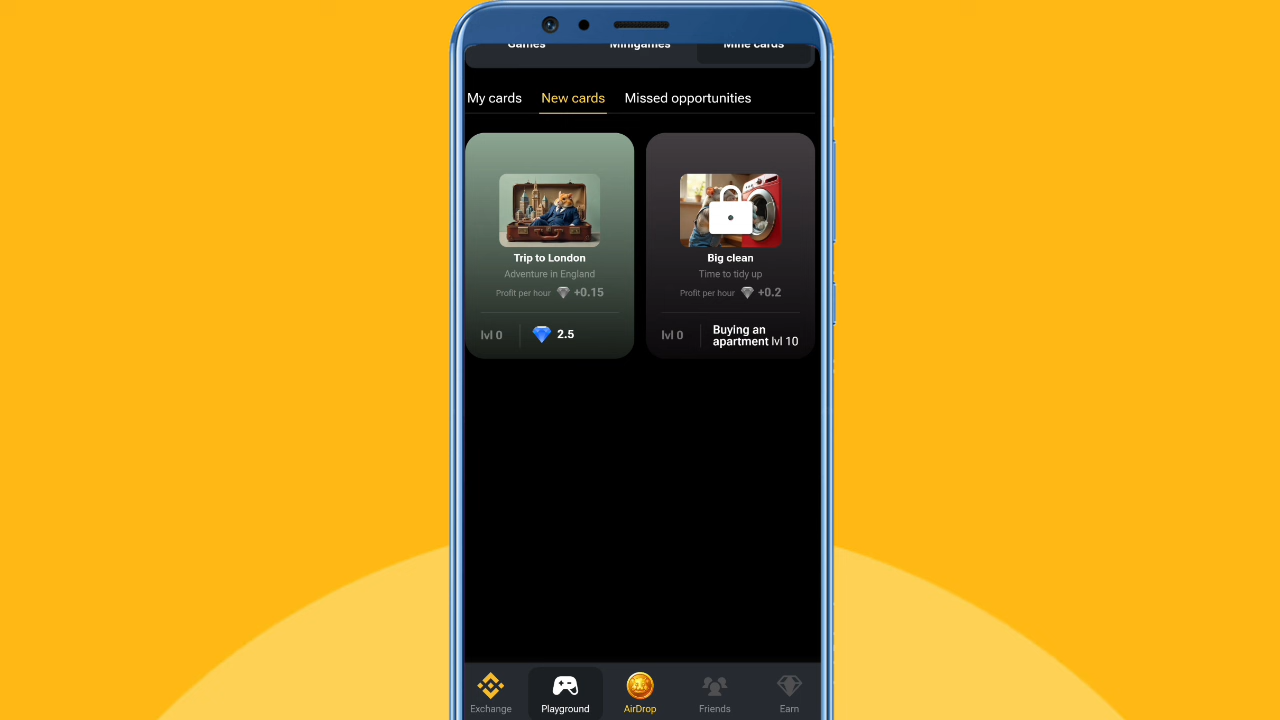 Games Minigames Mine cards
My cards New cards Missed opportunities
Trip to London
Adventure in England
Profit per hour +0.15
lvl 0 2.5
Big clean
Time to tidy up
Profit per hour +0.2
lvl 0 Buying an
apartment lvl 10
Exchange Playground AirDrop Friends Earn